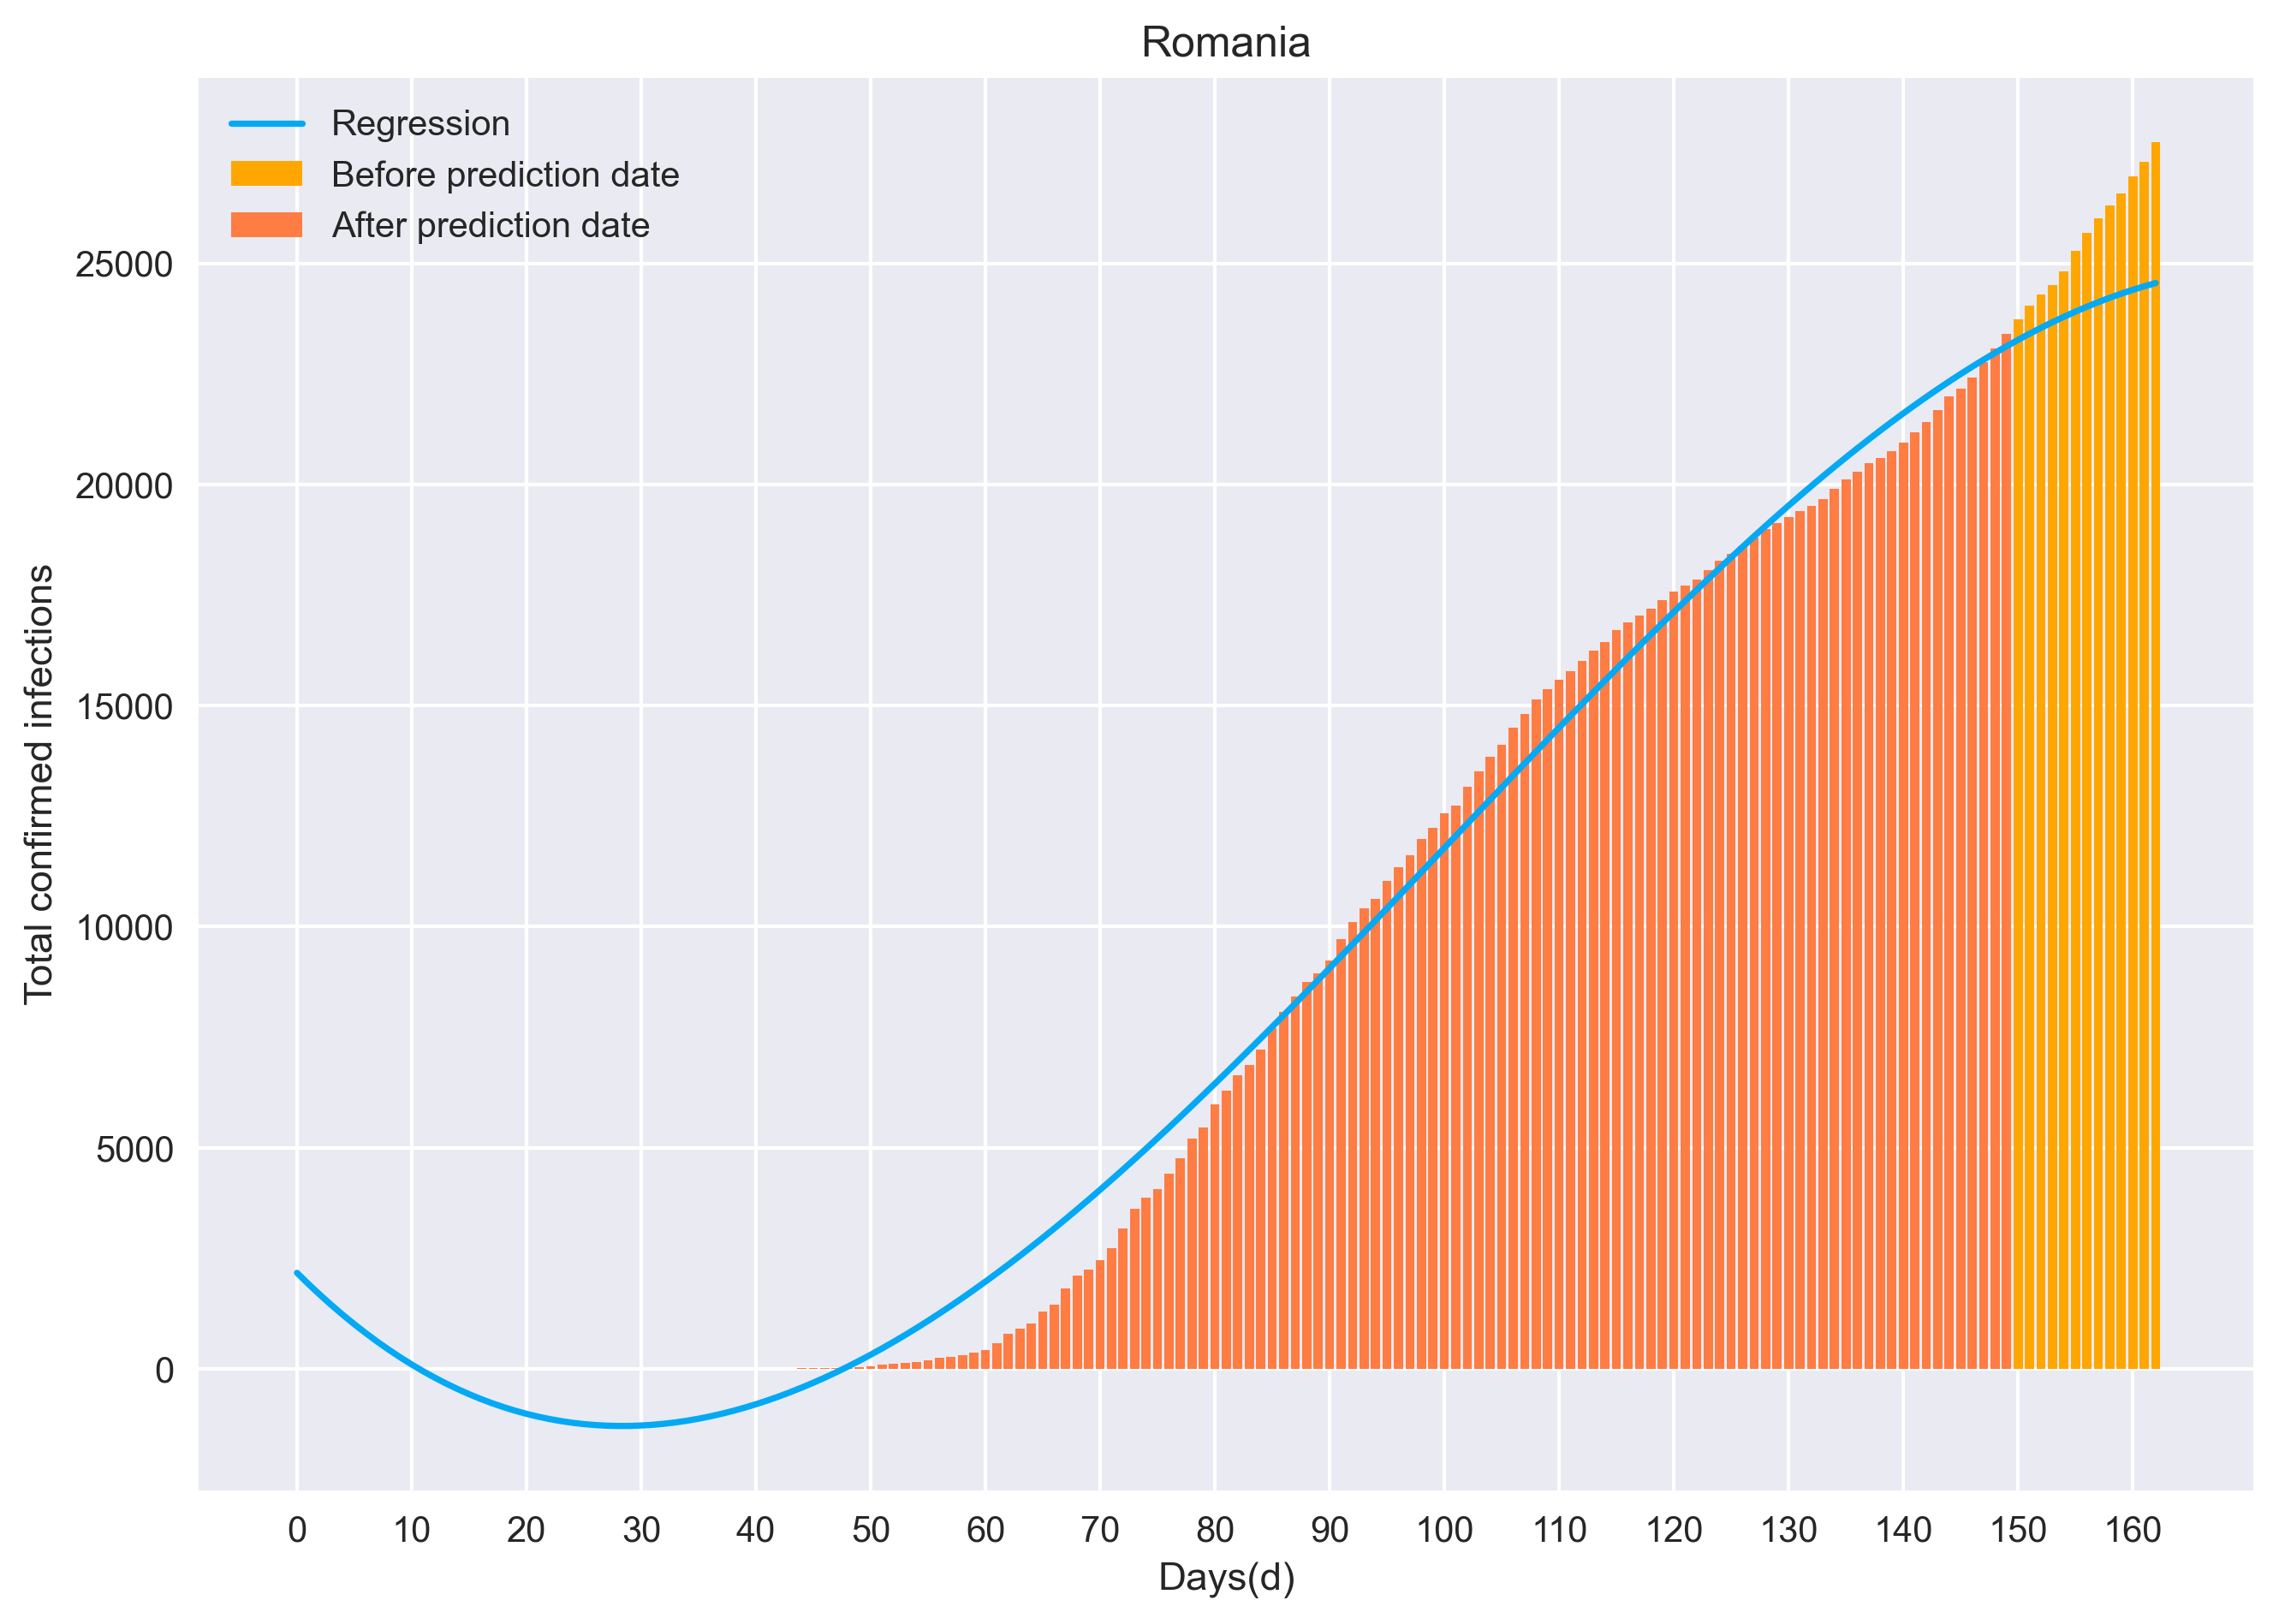 Romania
Regression
Before prediction date
After prediction date
25000
20000
15000
10000
5000
0
Total confirmed infections
0 10 20 30 40 50 60 70 80 90 100 110 120 130 140 150 160
Days(d)